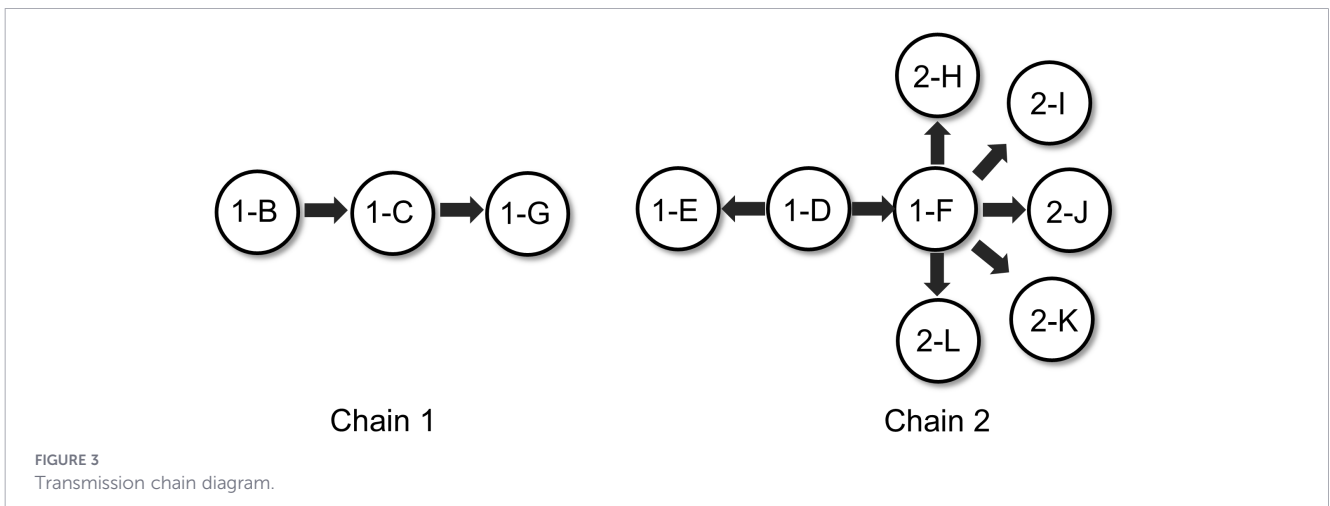 2-H
2-I
1-B
1-C
1-G
1-E
1-D
1-F
2-J
2-K
2-L
Chain 1
Chain 2
FIGURE 3
Transmission chain diagram.